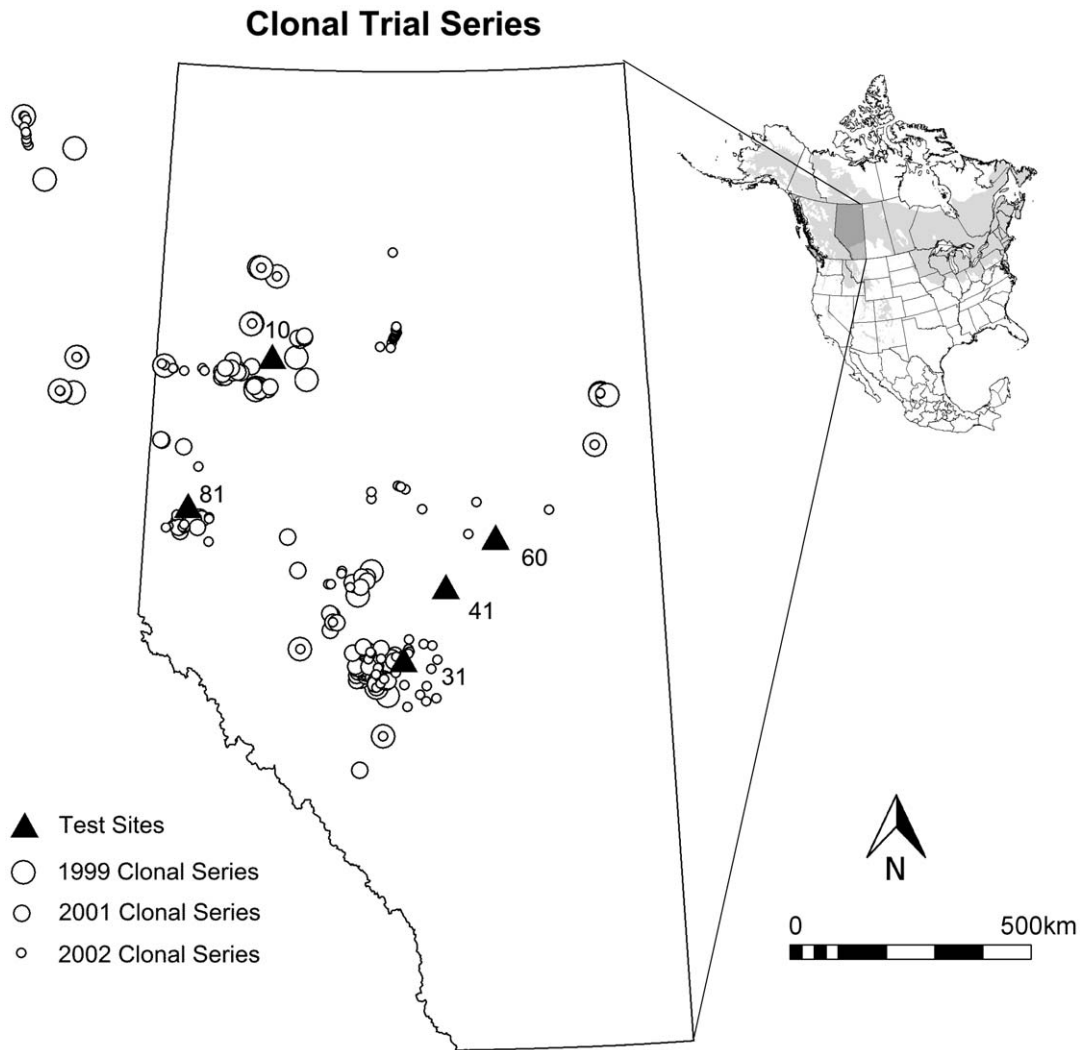 Clonal Trial Series
10
81
60
41
31
Test Sites
1999 Clonal Series
2001 Clonal Series
2002 Clonal Series
N
0 500km